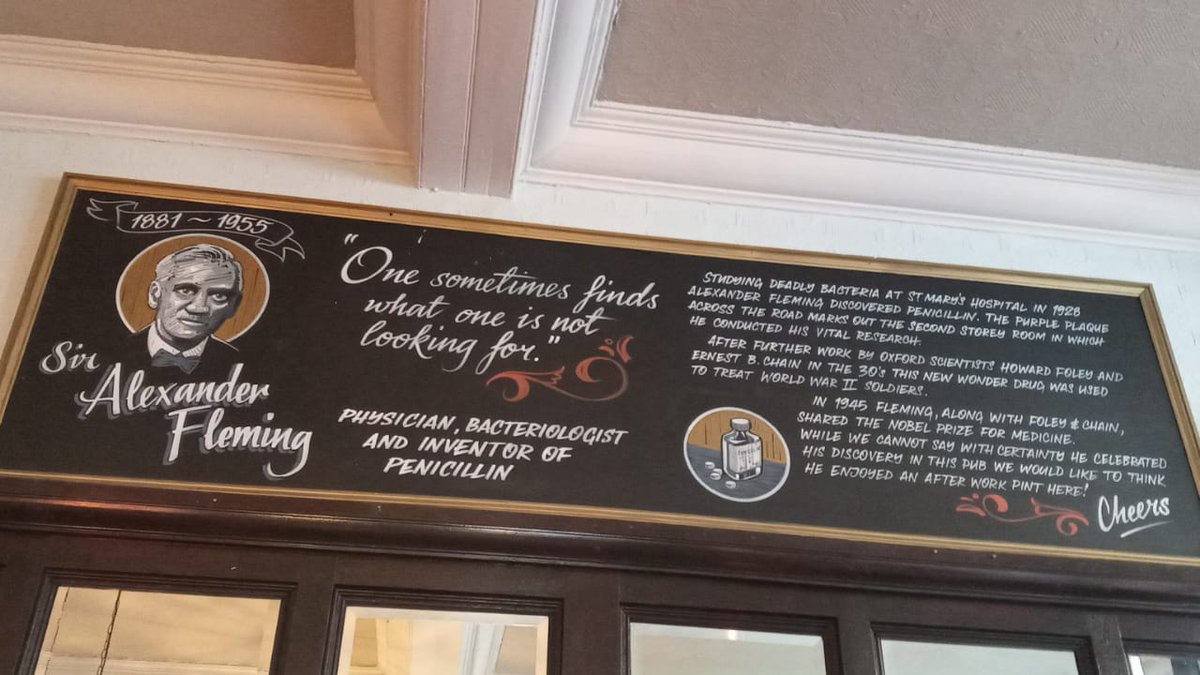 1881 ~ 1955
Sir
Alexander
Fleming
"One sometimes finds
what one is not
looking for."
PHYSICIAN, BACTERIOLOGIST
AND INVENTOR OF
PENICILLIN
STUDYING DEADLY BACTERIA AT ST MARY'S HOSPITAL IN 1928
ALEXANDER FLEMING DISCOVERED PENICILLIN. THE PURPLE PLAQUE
ACROSS THE ROAD MARKS OUT THE SECOND STOREY ROOM IN WHICH
HE CONDUCTED HIS VITAL RESEARCH.
AFTER FURTHER WORK BY OXFORD SCIENTISTS HOWARD FOLEY AND
ERNEST B. CHAIN IN THE 30'S THIS NEW WONDER DRUG WAS USED
TO TREAT WORLD WAR II SOLDIERS.
IN 1945 FLEMING, ALONG WITH FOLEY & CHAIN,
SHARED THE NOBEL PRIZE FOR MEDICINE.
WHILE WE CANNOT SAY WITH CERTAINTY HE CELEBRATED
HIS DISCOVERY IN THIS PUB WE WOULD LIKE TO THINK
HE ENJOYED AN AFTER WORK PINT HERE!
Cheers